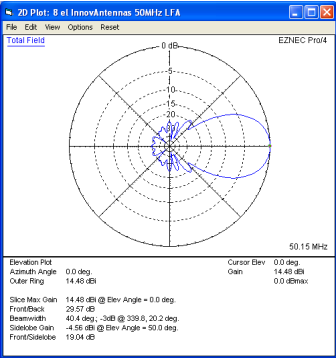 2D Plot: 8 el InnovAntennas 50MHz LFA
File Edit View Options Reset
Total Field
EZNEC Pro/4
0 dB
-5
-10
-15
-20
50.15 MHz
Elevation Plot
Cursor Elev 0.0 deg.
Azimuth Angle 0.0 deg.
Gain 14.48 dBi
Outer Ring 14.48 dBi
0.0 dBmax
Slice Max Gain 14.48 dBi @ Elev Angle = 0.0 deg.
Front/Back 29.57 dB
Beamwidth 40.4 deg.; -3dB @ 339.8, 20.2 deg.
Sidelobe Gain -4.56 dBi @ Elev Angle = 50.0 deg.
Front/Sidelobe 19.04 dB